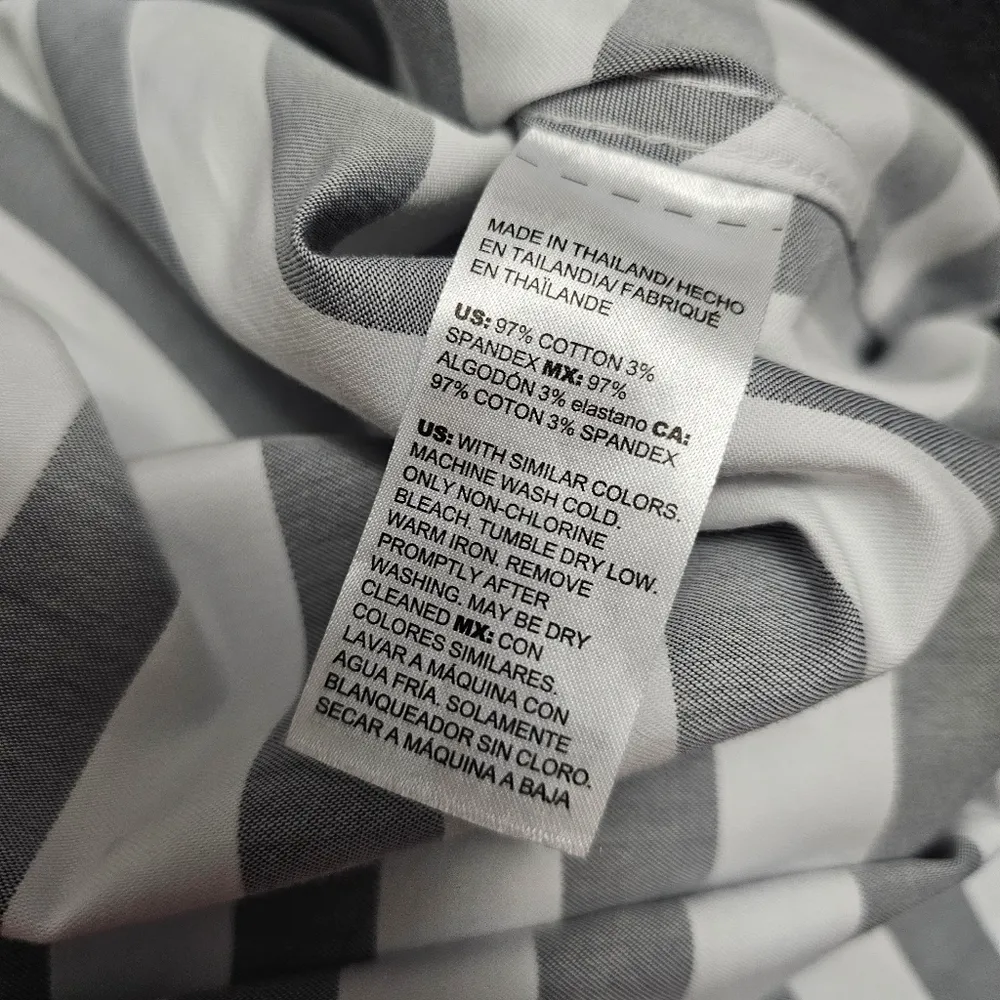 MADE IN THAILAND/ HECHO
EN TAILANDIA/ FABRIQUÉ
EN THAÏLANDE
US: 97% COTTON 3%
SPANDEX MX: 97%
ALGODÓN 3% elastano CA:
97% COTON 3% SPANDEX
US: WITH SIMILAR COLORS.
MACHINE WASH COLD.
ONLY NON-CHLORINE
BLEACH. TUMBLE DRY LOW.
WARM IRON. REMOVE
PROMPTLY AFTER
WASHING. MAY BE DRY
CLEANED MX: CON
COLORES SIMILARES.
LAVAR A MÁQUINA CON
AGUA FRÍA. SOLAMENTE
BLANQUEADOR SIN CLORO.
SECAR A MÁQUINA A BAJA